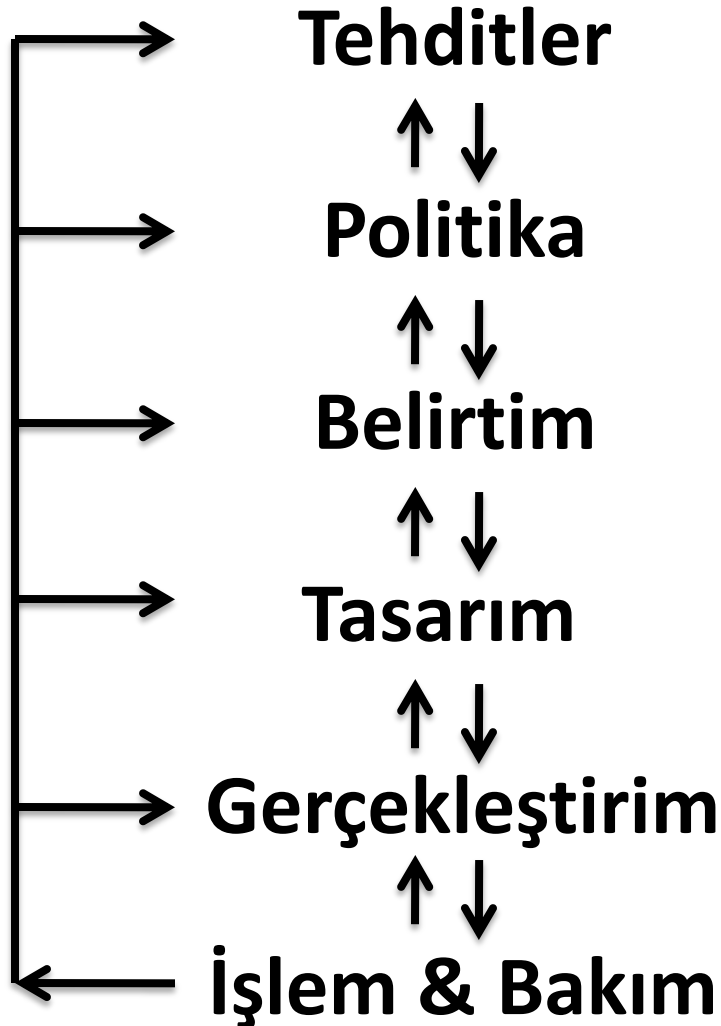 Tehditler
Politika
Belirtim
Tasarım
Gerçekleştirim
İşlem & Bakım